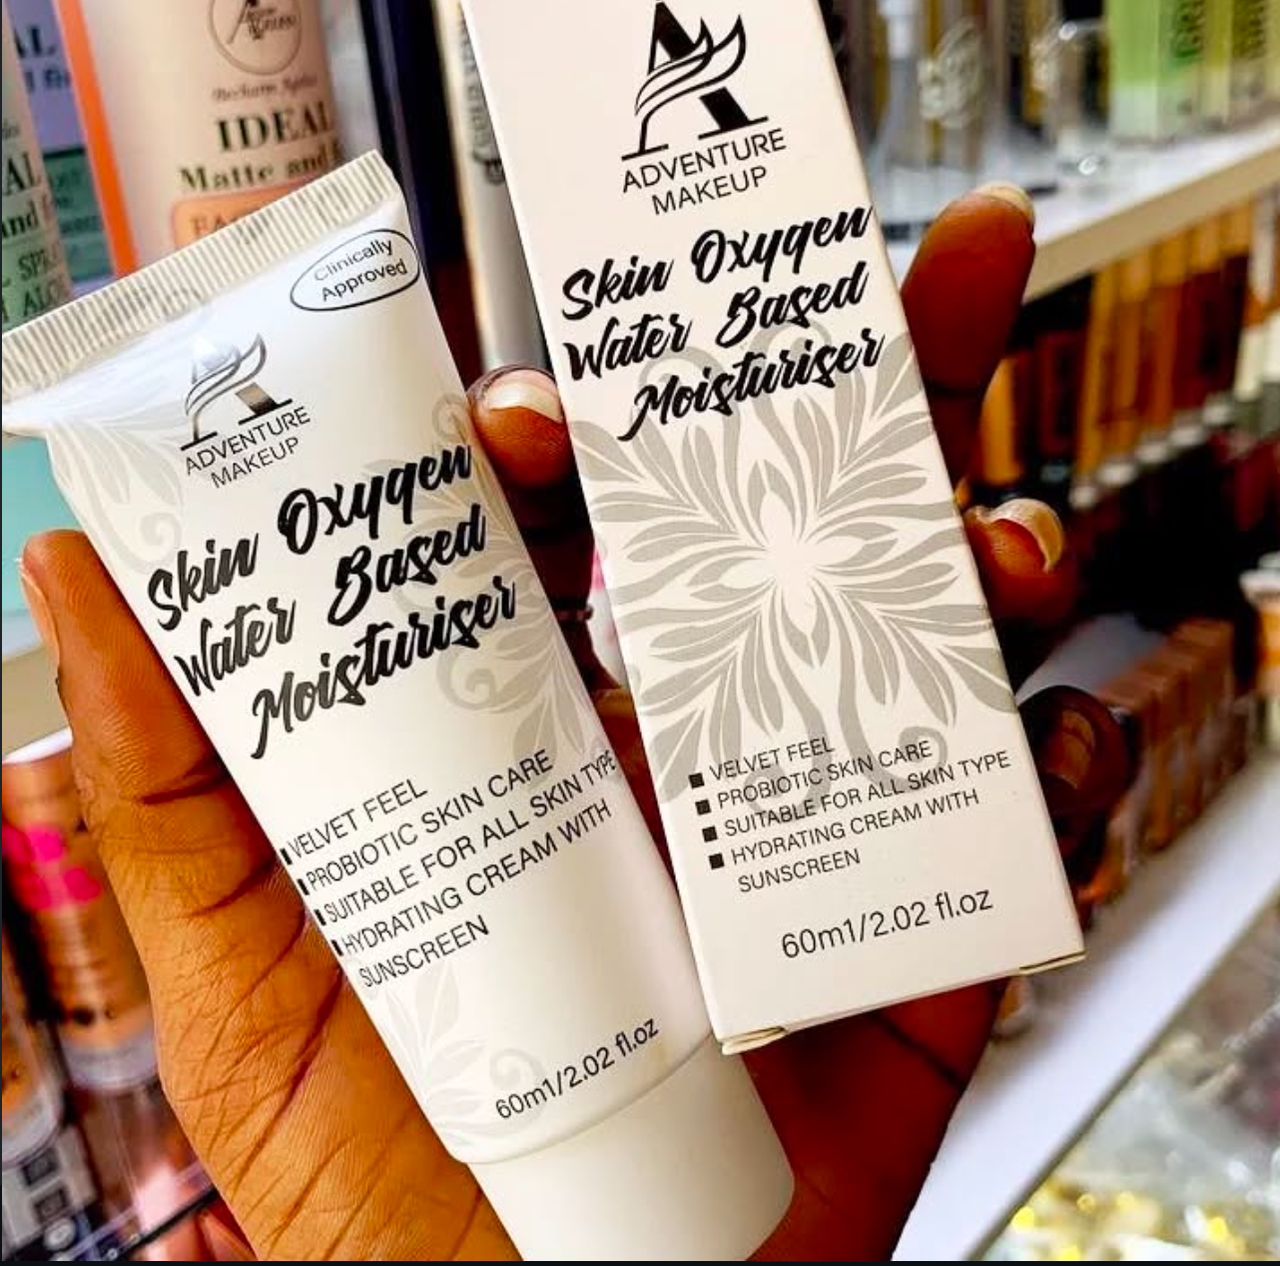 IDEAL
Matte and
Clinically
Approved
ADVENTURE
MAKEUP
Skin Oxygen
Water Based
Moisturiser
VELVET FEEL
PROBIOTIC SKIN CARE
SUITABLE FOR ALL SKIN TYPE
HYDRATING CREAM WITH
SUNSCREEN
60m1/2.02 fl.oz
ADVENTURE
MAKEUP
Skin Oxygen
Water Based
Moisturiser
VELVET FEEL
PROBIOTIC SKIN CARE
SUITABLE FOR ALL SKIN TYPE
HYDRATING CREAM WITH
SUNSCREEN
60m1/2.02 fl.oz